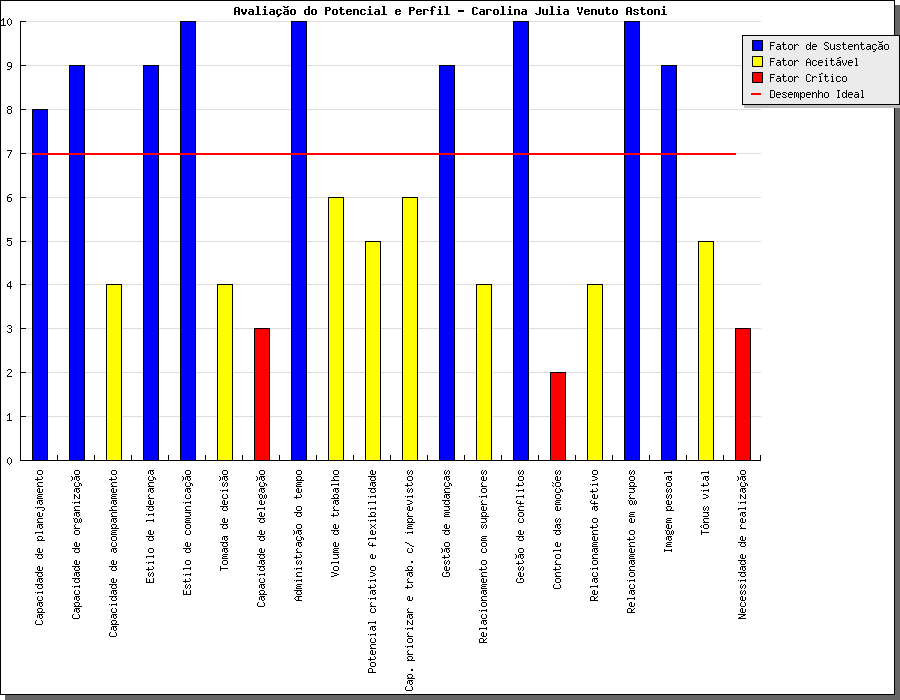 Avaliação do Potencial e Perfil - Carolina Julia Venuto Astoni
Fator de Sustentação
Fator Aceitável
Fator Crítico
Desempenho Ideal
10
9
8
7
6
5
4
3
2
1
0
Capacidade de planejamento
Capacidade de organização
Capacidade de acompanhamento
Estilo de liderança
Estilo de comunicação
Tomada de decisão
Capacidade de delegação
Administração do tempo
Volume de trabalho
Potencial criativo e flexibilidade
Cap. priorizar e trab. c/ imprevistos
Gestão de mudanças
Relacionamento com superiores
Gestão de conflitos
Controle das emoções
Relacionamento afetivo
Relacionamento em grupos
Imagem pessoal
Tônus vital
Necessidade de realização